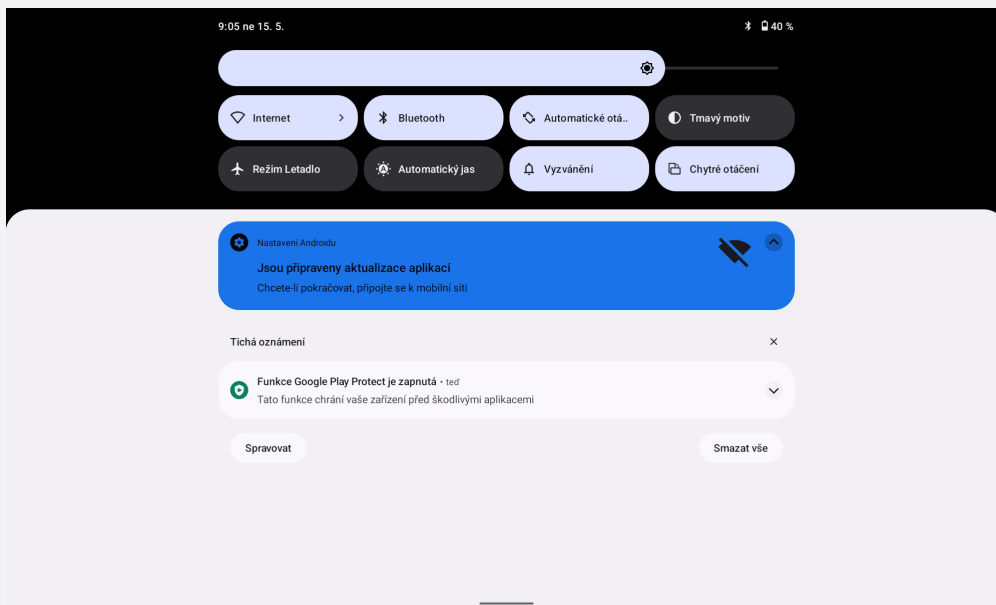 9:05 ne 15. 5.
40 %
Internet
Bluetooth
Automatické otá..
Tmavý motiv
Režim Letadlo
Automatický jas
Vyzvánění
Chytré otáčení
Nastavení Androidu
Jsou připraveny aktualizace aplikací
Chcete-li pokračovat, připojte se k mobilní síti
Tichá oznámení
Funkce Google Play Protect je zapnutá • teď
Tato funkce chrání vaše zařízení před škodlivými aplikacemi
Spravovat
Smazat vše